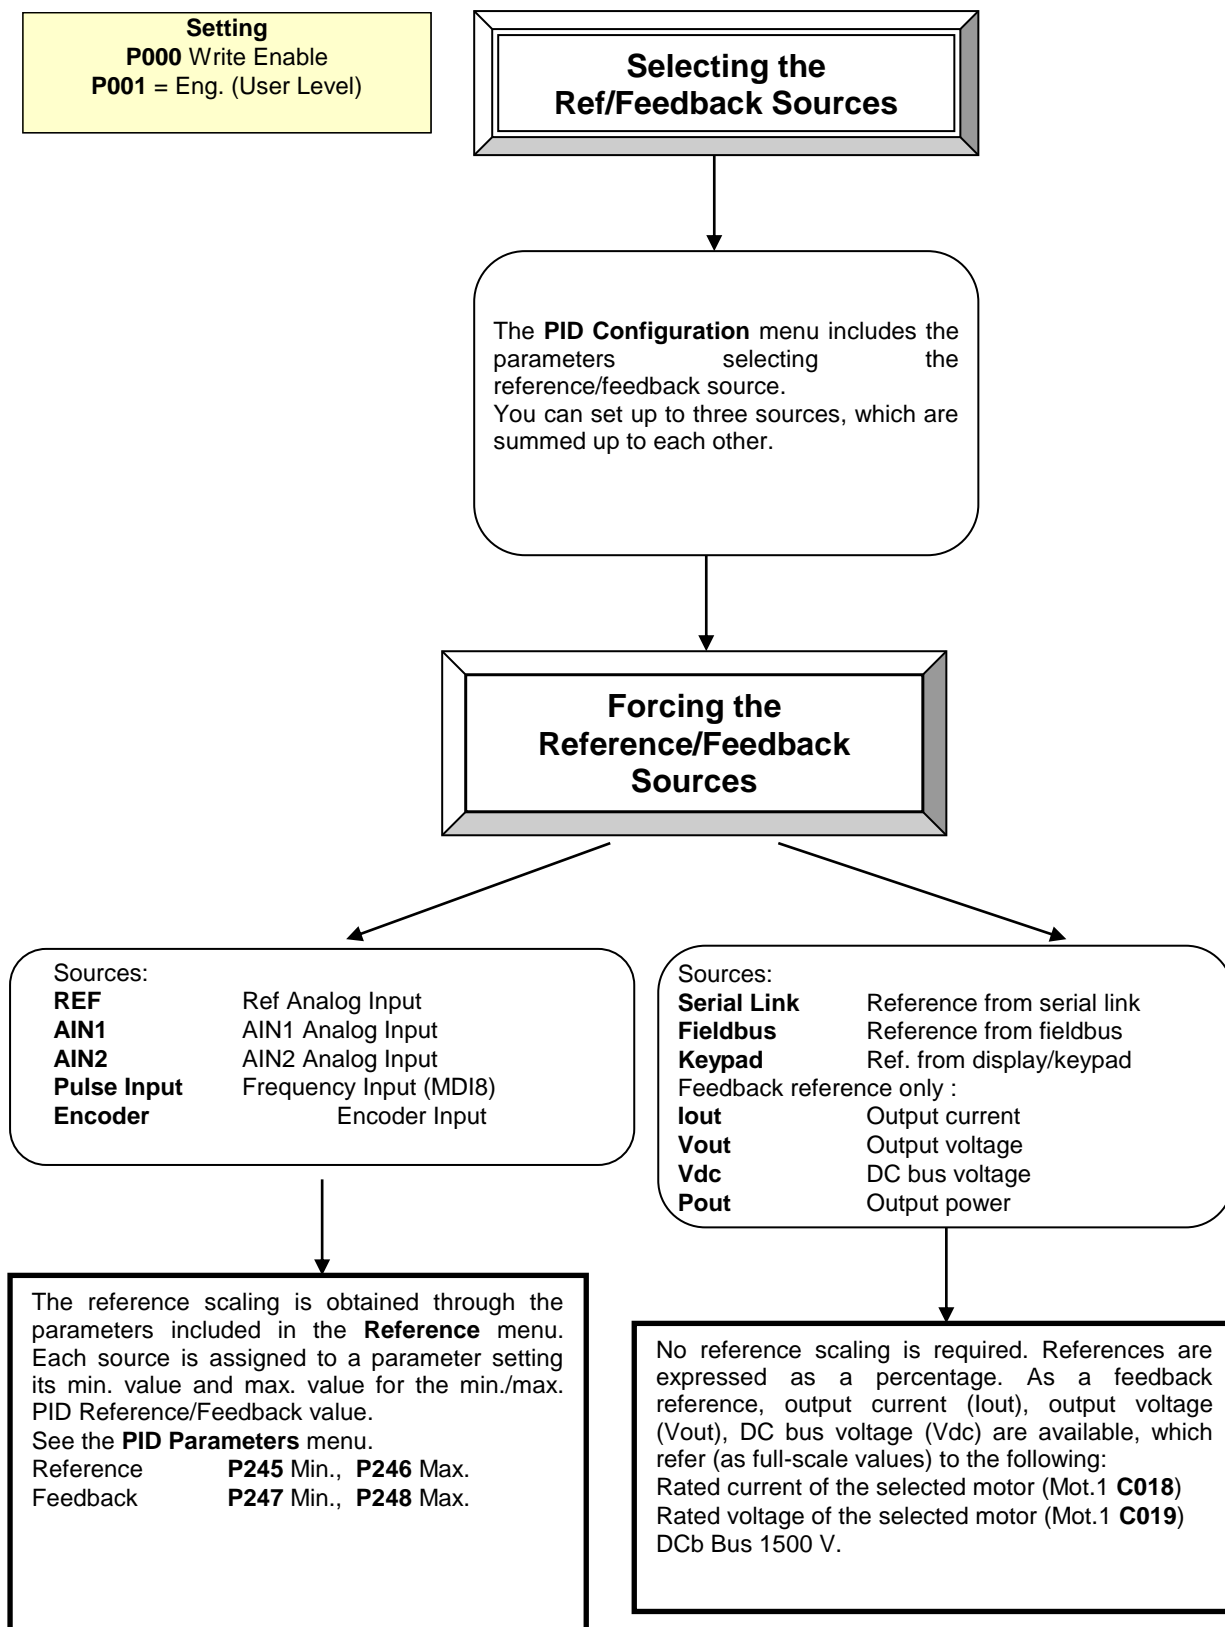 Setting
P000 Write Enable
P001 = Eng. (User Level)
Selecting the
Ref/Feedback Sources
The PID Configuration menu includes the
parameters selecting the
reference/feedback source.
You can set up to three sources, which are
summed up to each other.
Forcing the
Reference/Feedback
Sources
Sources:
REF Ref Analog Input
AIN1 AIN1 Analog Input
AIN2 AIN2 Analog Input
Pulse Input Frequency Input (MDI8)
Encoder Encoder Input
Sources:
Serial Link Reference from serial link
Fieldbus Reference from fieldbus
Keypad Ref. from display/keypad
Feedback reference only :
Iout Output current
Vout Output voltage
Vdc DC bus voltage
Pout Output power
The reference scaling is obtained through the
parameters included in the Reference menu.
Each source is assigned to a parameter setting
its min. value and max. value for the min./max.
PID Reference/Feedback value.
See the PID Parameters menu.
Reference P245 Min., P246 Max.
Feedback P247 Min., P248 Max.
No reference scaling is required. References are
expressed as a percentage. As a feedback
reference, output current (Iout), output voltage
(Vout), DC bus voltage (Vdc) are available, which
refer (as full-scale values) to the following:
Rated current of the selected motor (Mot.1 C018)
Rated voltage of the selected motor (Mot.1 C019)
DCb Bus 1500 V.